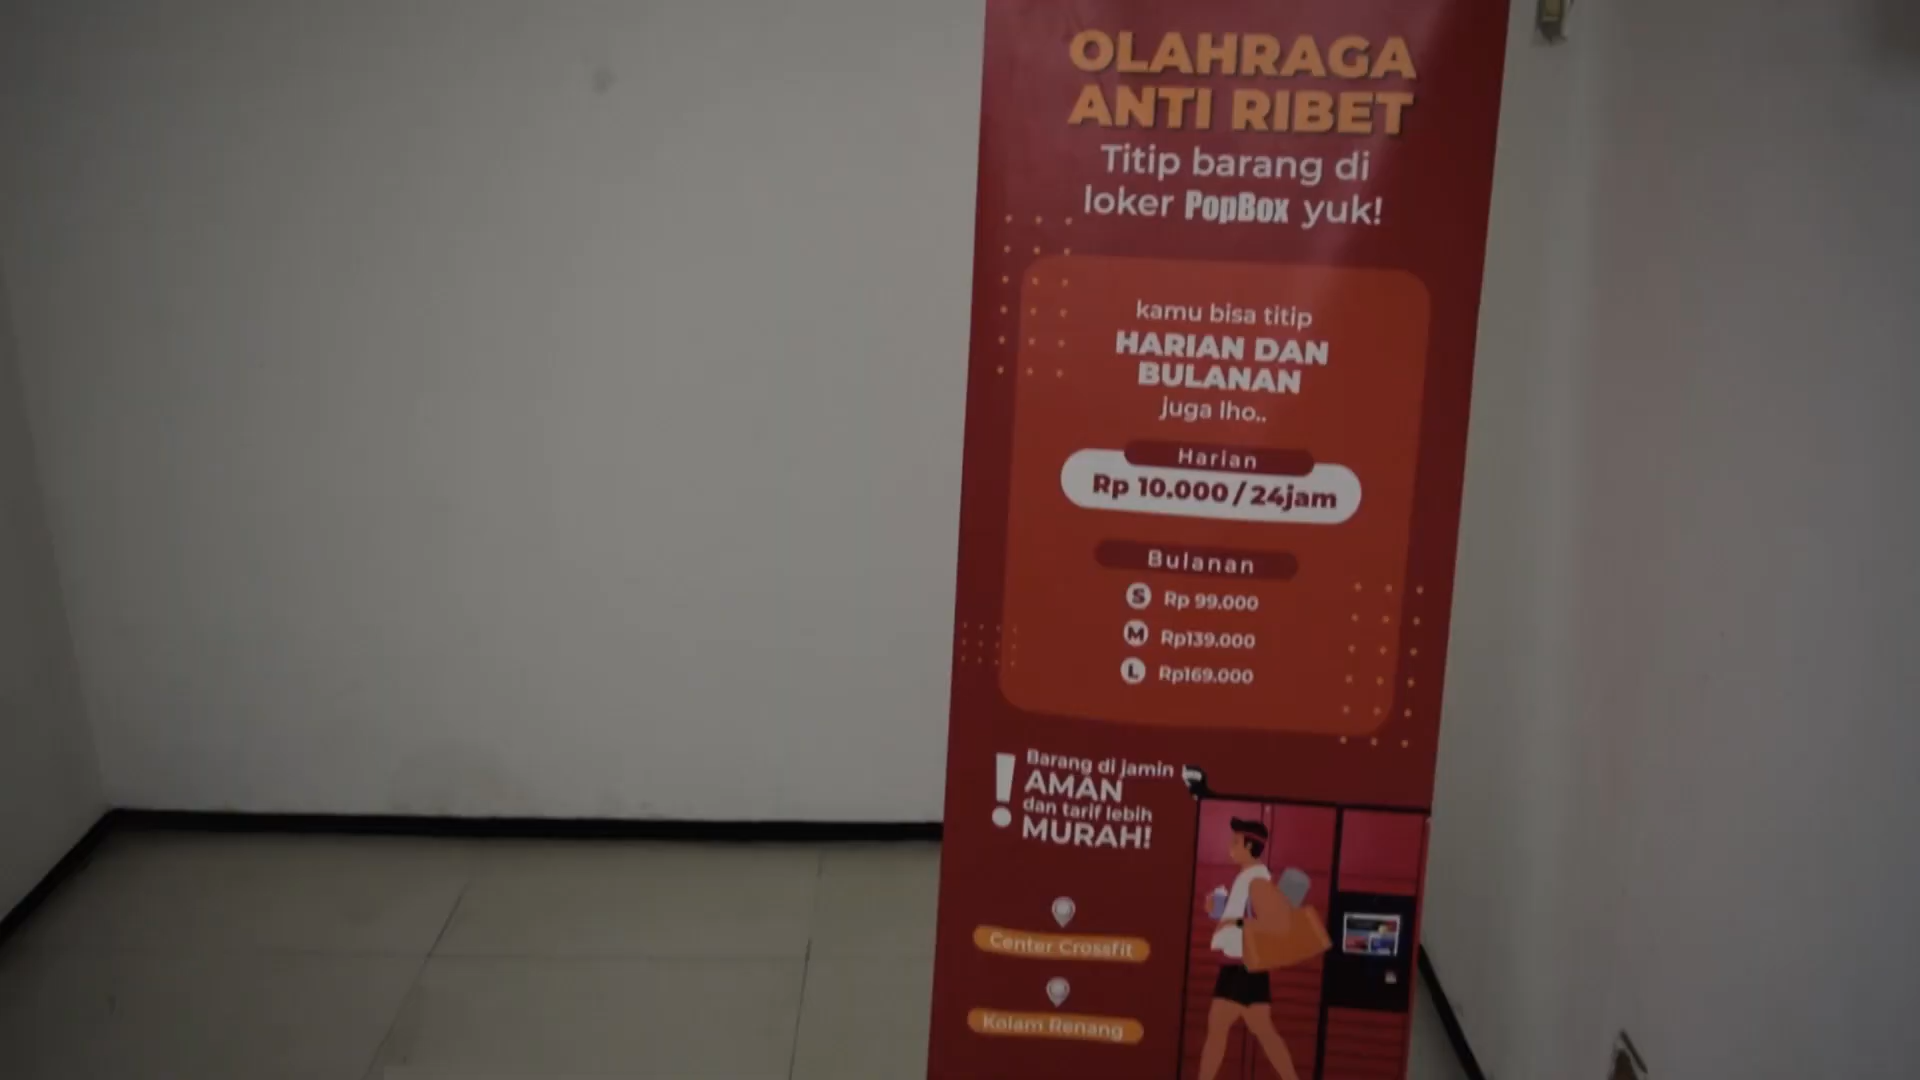 OLAHRAGA
ANTI RIBET
Titip barang di
loker PopBox yuk!
kamu bisa titip
HARIAN DAN
BULANAN
juga lho..
Harian
Rp 10.000/24jam
Bulanan
S Rp 99.000
M Rp139.000
L Rp169.000
! Barang di jamin
AMAN
dan tarif lebih
MURAH!
Center Crossfit
Kolam Renang